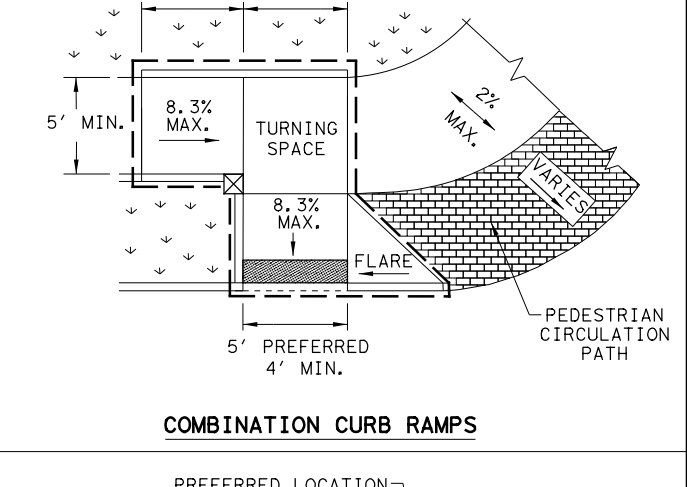 5' MIN.
8.3%
MAX.
TURNING
SPACE
2%
MAX.
VARIES
8.3%
MAX.
FLARE
PEDESTRIAN
CIRCULATION
PATH
5' PREFERRED
4' MIN.
COMBINATION CURB RAMPS
PREFERRED LOCATION